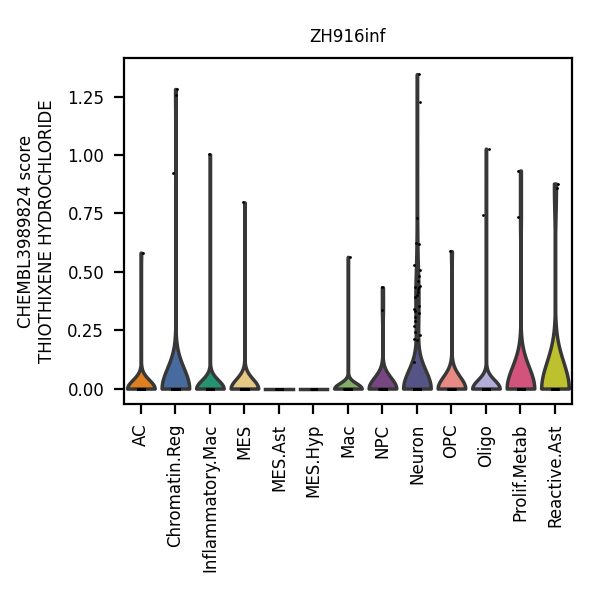 ZH916inf
CHEMBL3989824 score
THIOTHIXENE HYDROCHLORIDE
1.25
1.00
0.75
0.50
0.25
0.00
AC
Chromatin.Reg
Inflammatory.Mac
MES
MES.Ast
MES.Hyp
Mac
NPC
Neuron
OPC
Oligo
Prolif.Metab
Reactive.Ast